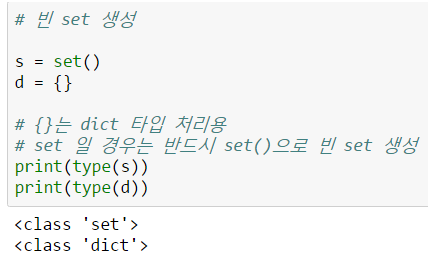 # 빈 set 생성
s = set()
d = {}
# {}는 dict 타입 처리용
# set 일 경우는 반드시 set()으로 빈 set 생성
print(type(s))
print(type(d))
<class 'set'>
<class 'dict'>